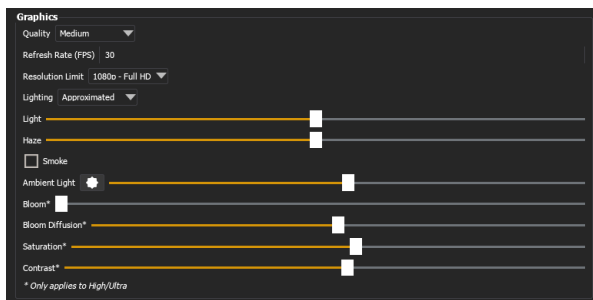 Graphics
Quality Medium
Refresh Rate (FPS) 30
Resolution Limit 1080p - Full HD
Lighting Approximated
Light
Haze
Smoke
Ambient Light
Bloom*
Bloom Diffusion*
Saturation*
Contrast*
* Only applies to High/Ultra